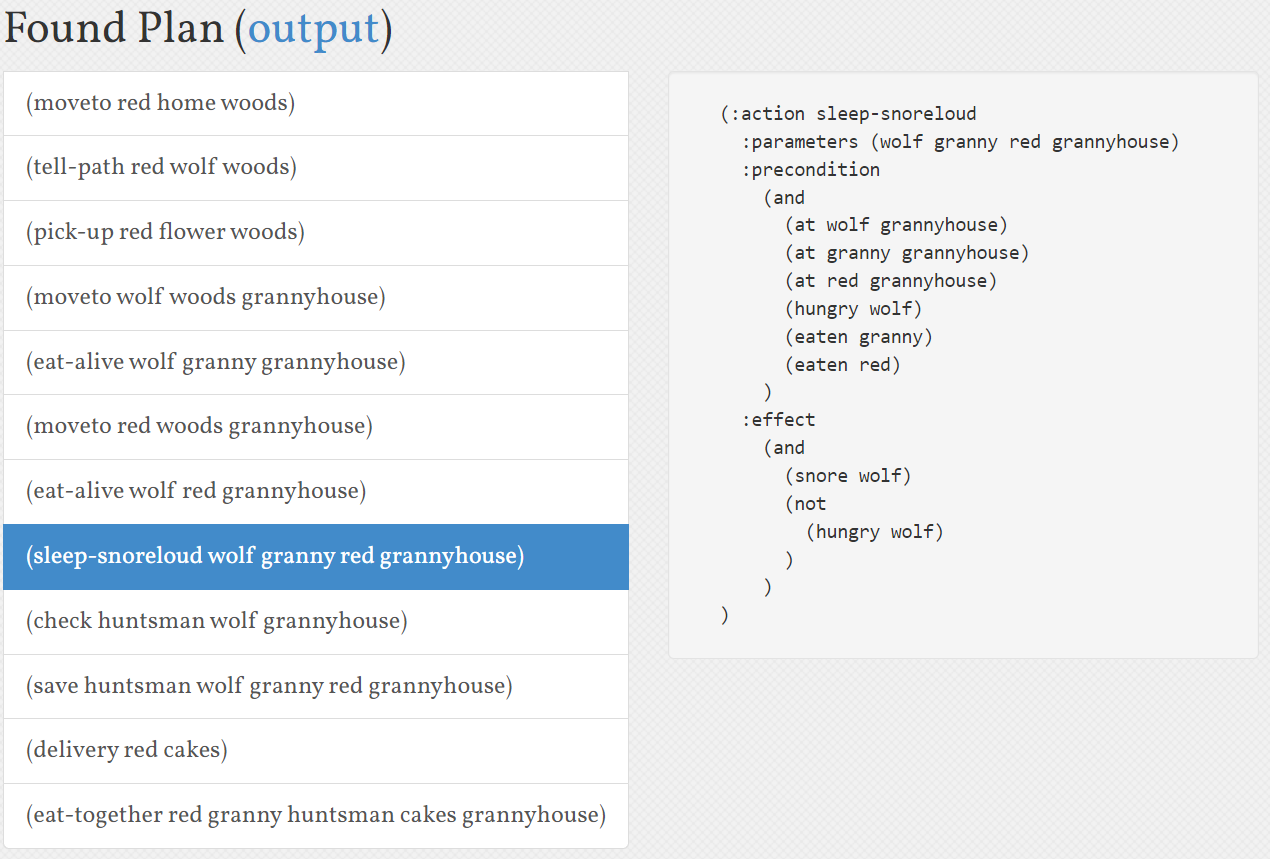 Found Plan (output)
(moveto red home woods)
(tell-path red wolf woods)
(pick-up red flower woods)
(moveto wolf woods grannyhouse)
(eat-alive wolf granny grannyhouse)
(moveto red woods grannyhouse)
(eat-alive wolf red grannyhouse)
(sleep-snoreloud wolf granny red grannyhouse)
(check huntsman wolf grannyhouse)
(save huntsman wolf granny red grannyhouse)
(delivery red cakes)
(eat-together red granny huntsman cakes grannyhouse)
(:action sleep-snoreloud
  :parameters (wolf granny red grannyhouse)
  :precondition
    (and
      (at wolf grannyhouse)
      (at granny grannyhouse)
      (at red grannyhouse)
      (hungry wolf)
      (eaten granny)
      (eaten red)
    )
  :effect
    (and
      (snore wolf)
      (not
        (hungry wolf)
      )
    )
)